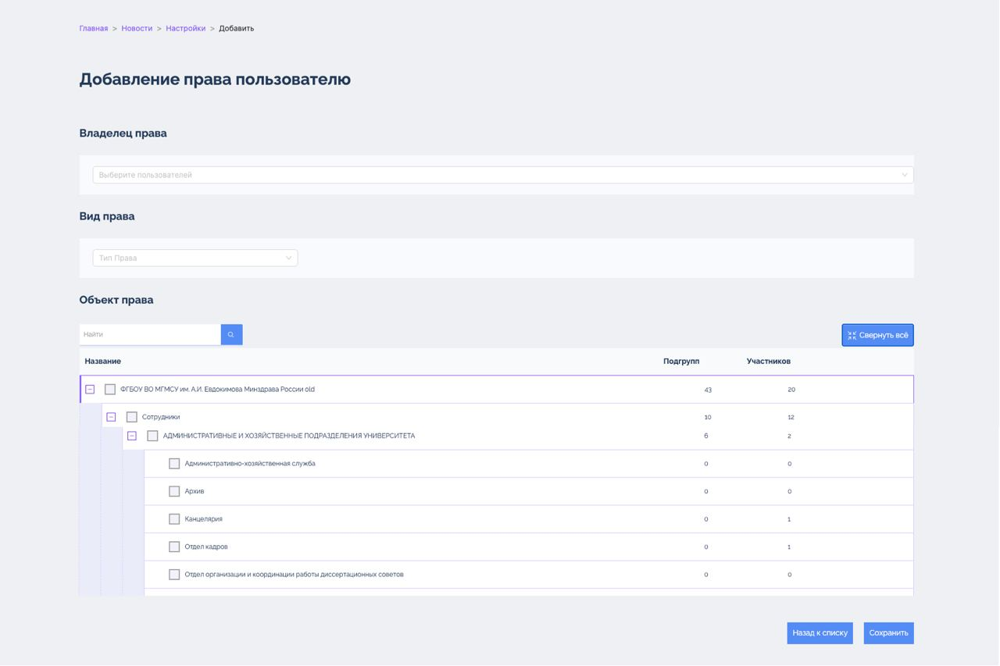 Главная > Новости > Настройки > Добавить
Добавление права пользователю
Владелец права
Выберите пользователей
Вид права
Тип Права
Объект права
Найти
Свернуть всё
Название Подгрупп Участников
ФГБОУ ВО МГМСУ им. А.И. Евдокимова Минздрава России old 43 20
Сотрудники 10 12
АДМИНИСТРАТИВНЫЕ И ХОЗЯЙСТВЕННЫЕ ПОДРАЗДЕЛЕНИЯ УНИВЕРСИТЕТА 6 2
Административно-хозяйственная служба 0 0
Архив 0 0
Канцелярия 0 1
Отдел кадров 0 1
Отдел организации и координации работы диссертационных советов 0 0
Назад к списку Сохранить